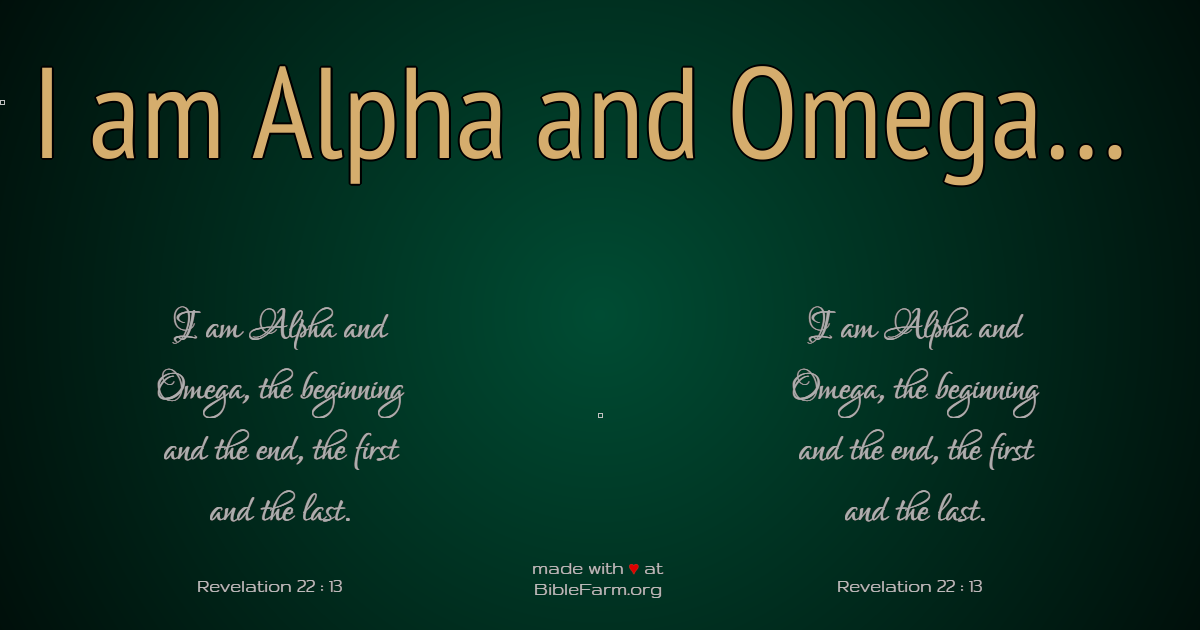 I am Alpha and Omega...
I am Alpha and
Omega, the beginning
and the end, the first
and the last.
Revelation 22 : 13
I am Alpha and
Omega, the beginning
and the end, the first
and the last.
Revelation 22 : 13
made with ♥ at
BibleFarm.org